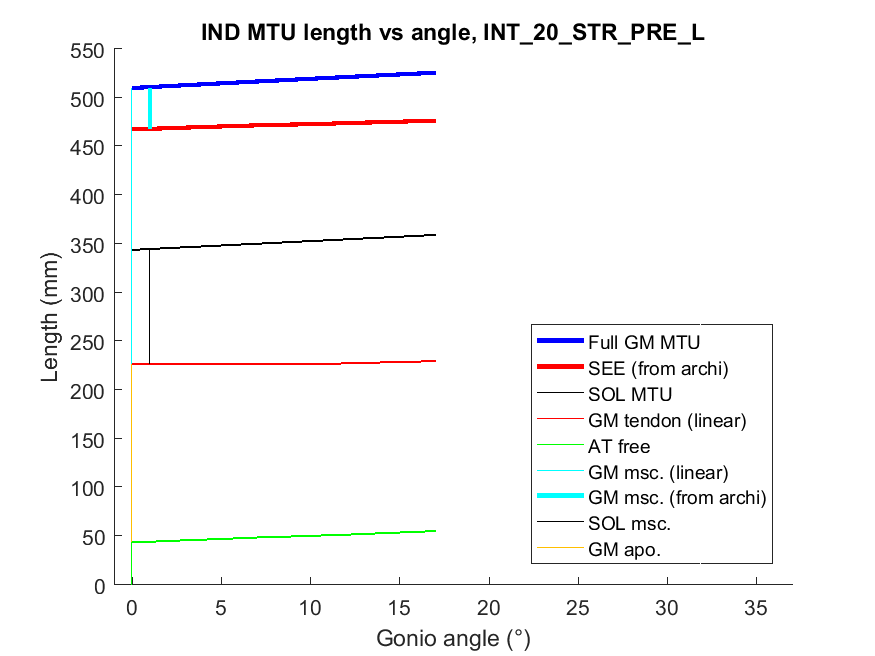 IND MTU length vs angle, INT_20_STR_PRE_L
550
500
450
400
350
300
250
200
150
100
50
0
Length (mm)
0 5 10 15 20 25 30 35
Gonio angle (°)
Full GM MTU
SEE (from archi)
SOL MTU
GM tendon (linear)
AT free
GM msc. (linear)
GM msc. (from archi)
SOL msc.
GM apo.